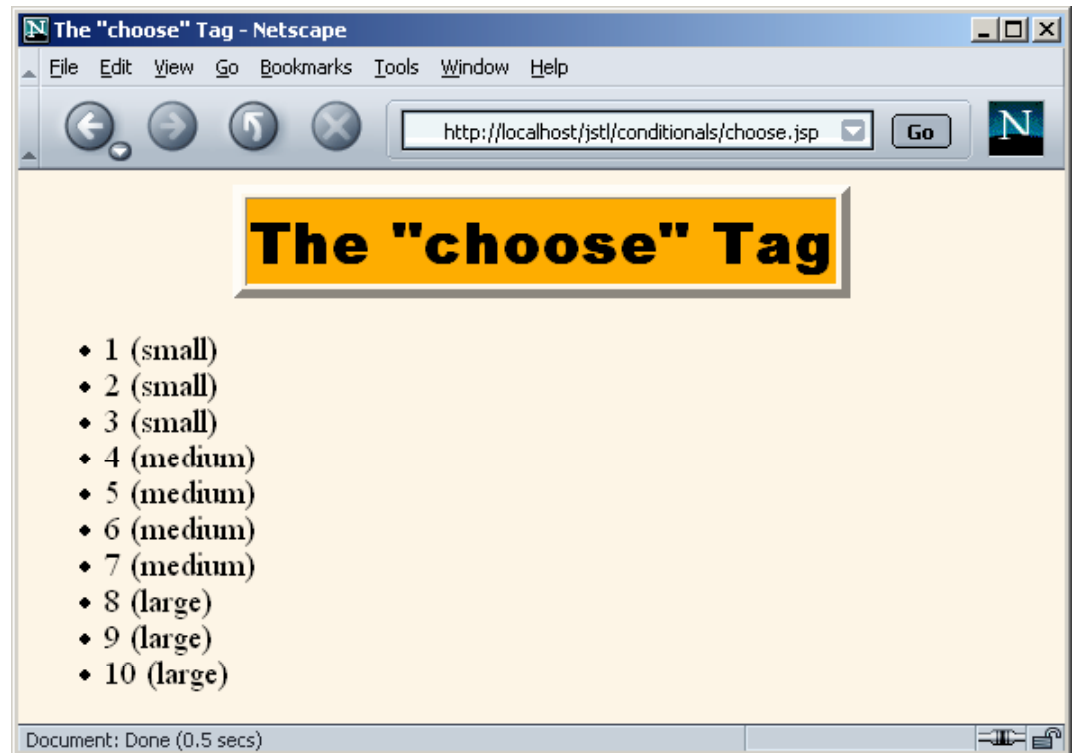 N The "choose" Tag - Netscape
File Edit View Go Bookmarks Tools Window Help
http://localhost/jstl/conditionals/choose.jsp Go N
The "choose" Tag
• 1 (small)
• 2 (small)
• 3 (small)
• 4 (medium)
• 5 (medium)
• 6 (medium)
• 7 (medium)
• 8 (large)
• 9 (large)
• 10 (large)
Document: Done (0.5 secs)